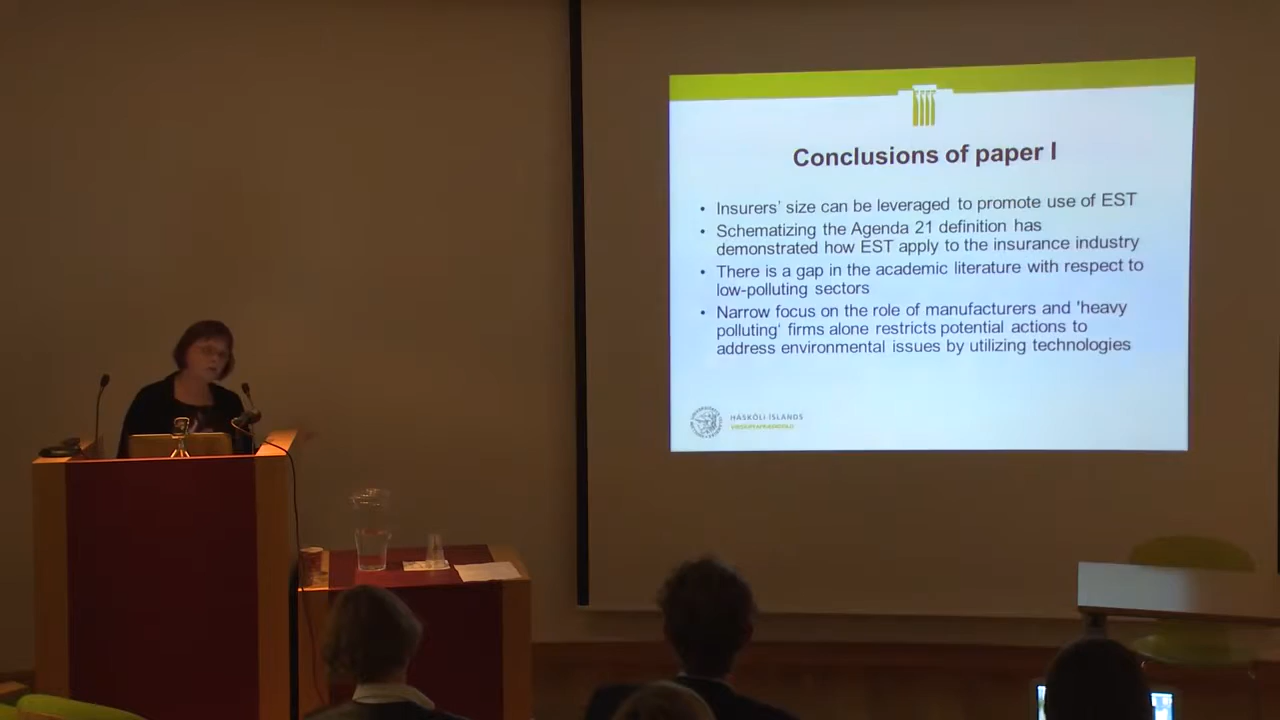 Conclusions of paper I
• Insurers' size can be leveraged to promote use of EST
• Schematizing the Agenda 21 definition has
demonstrated how EST apply to the insurance industry
• There is a gap in the academic literature with respect to
low-polluting sectors
• Narrow focus on the role of manufacturers and 'heavy
polluting' firms alone restricts potential actions to
address environmental issues by utilizing technologies
HÁSKÓLI ÍSLANDS